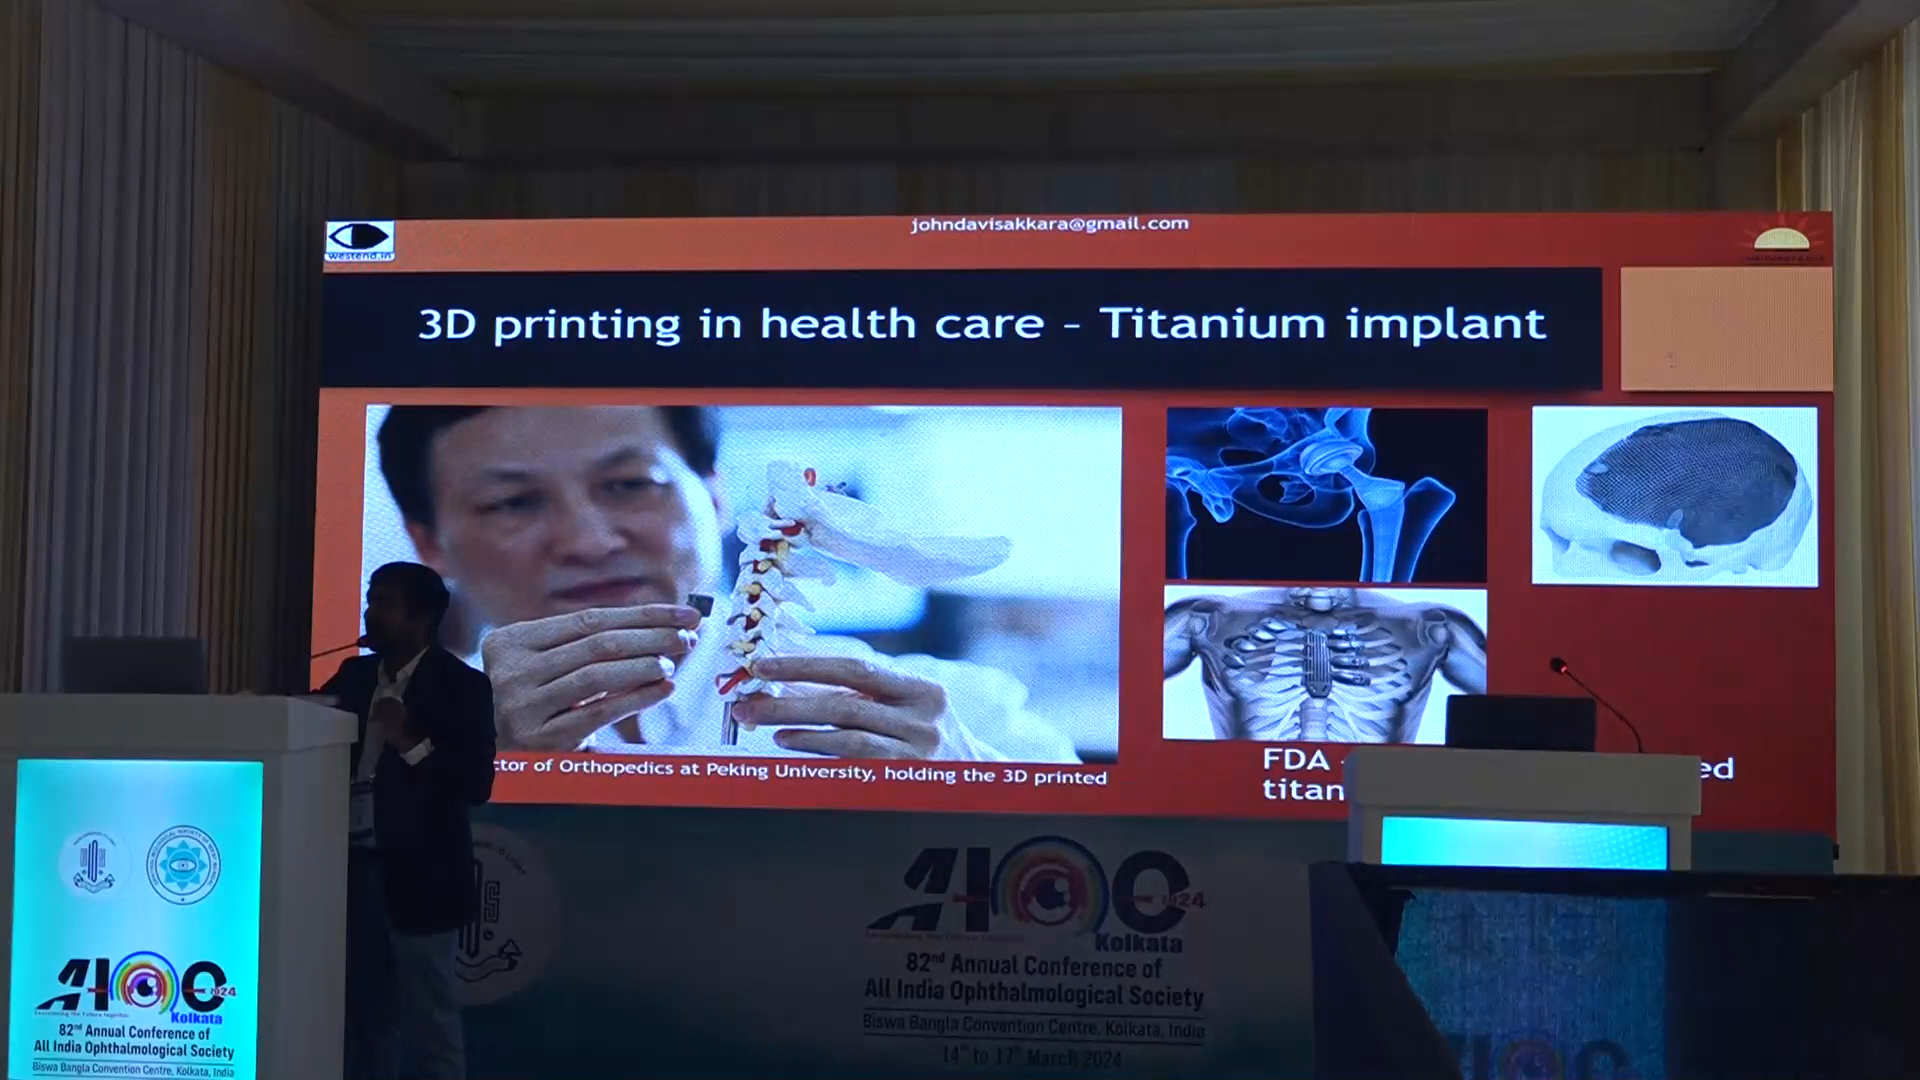 johndavisakkara@gmail.com
westend.in
3D printing in health care - Titanium implant
ctor of Orthopedics at Peking University, holding the 3D printed
FDA
ed
titan
AIOC
2024
Kolkata
82nd Annual Conference of
All India Ophthalmological Society
Biswa Bangla Convention Centre, Kolkata, India
14th to 17th March 2024
AIOC
2024
Kolkata
82nd Annual Conference of
All India Ophthalmological Society
Biswa Bangla Convention Centre, Kolkata, India